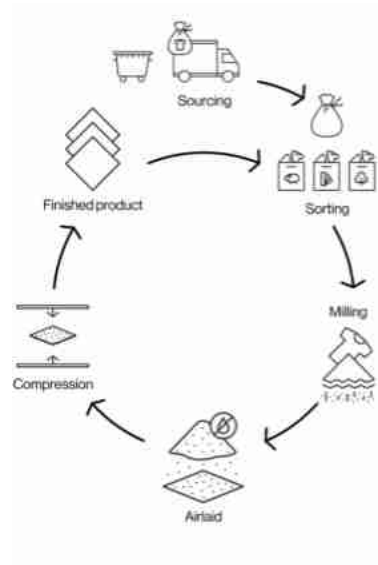 Sourcing
Finished product
Sorting
Milling
Compression
Airlaid